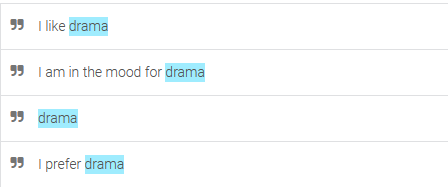 I like drama
I am in the mood for drama
drama
I prefer drama